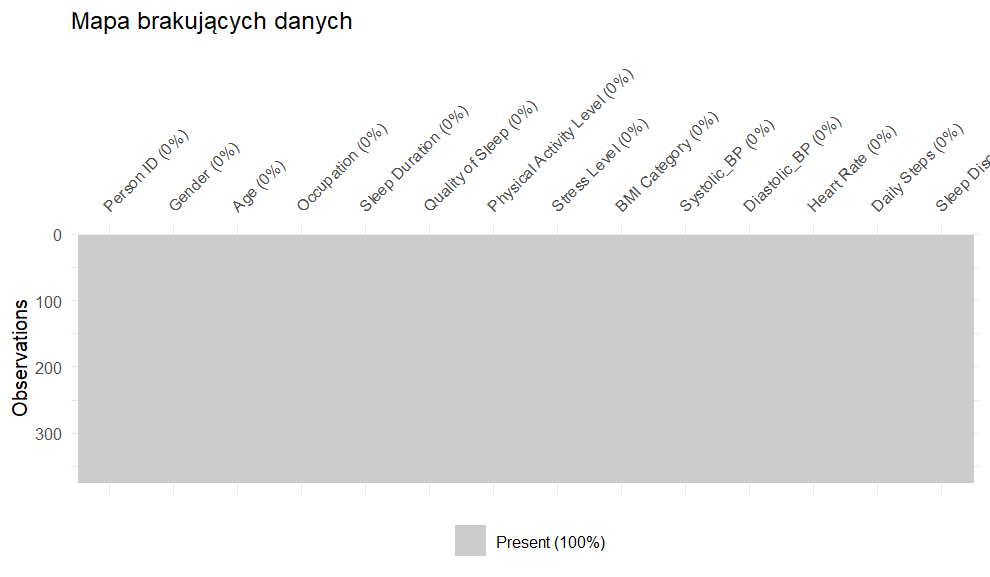 Mapa brakujących danych
Person ID (0%)
Gender (0%)
Age (0%)
Occupation (0%)
Sleep Duration (0%)
Quality of Sleep (0%)
Physical Activity Level (0%)
Stress Level (0%)
BMI Category (0%)
Systolic_BP (0%)
Diastolic_BP (0%)
Heart Rate (0%)
Daily Steps (0%)
Sleep Dis
0
100
200
300
Observations
Present (100%)